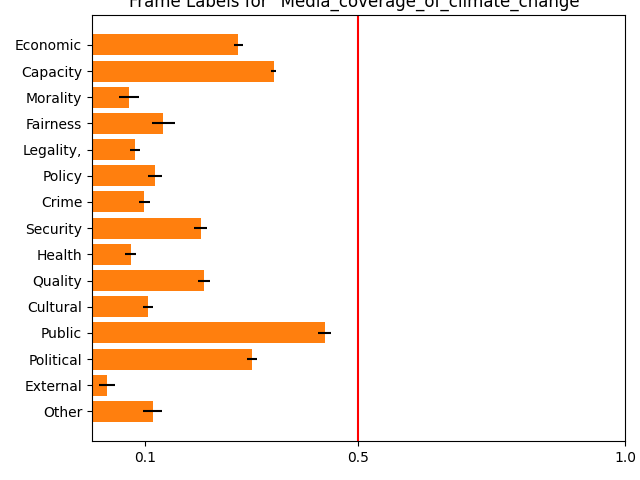 Frame Labels for "Media_coverage_of_climate_change"
Economic
Capacity
Morality
Fairness
Legality,
Policy
Crime
Security
Health
Quality
Cultural
Public
Political
External
Other
0.1 0.5 1.0